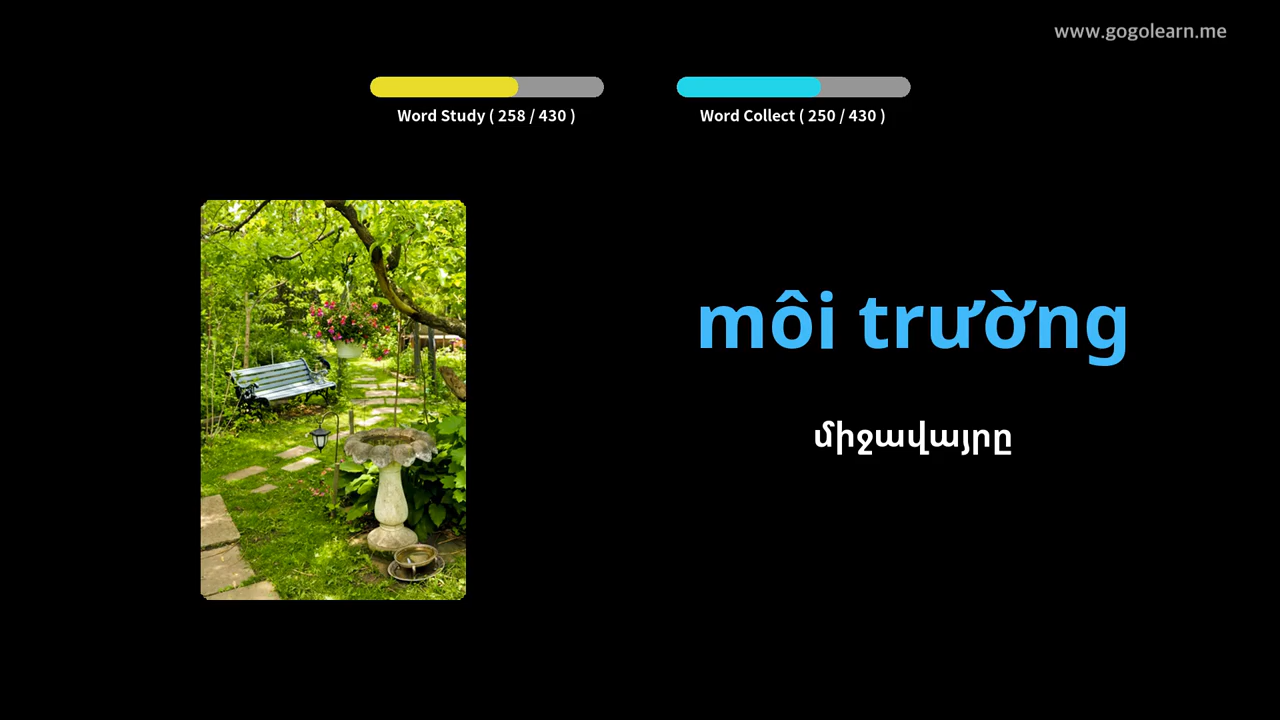 www.gogolearn.me
Word Study ( 258 / 430 )
Word Collect ( 250 / 430 )
môi trường
միջավայրը